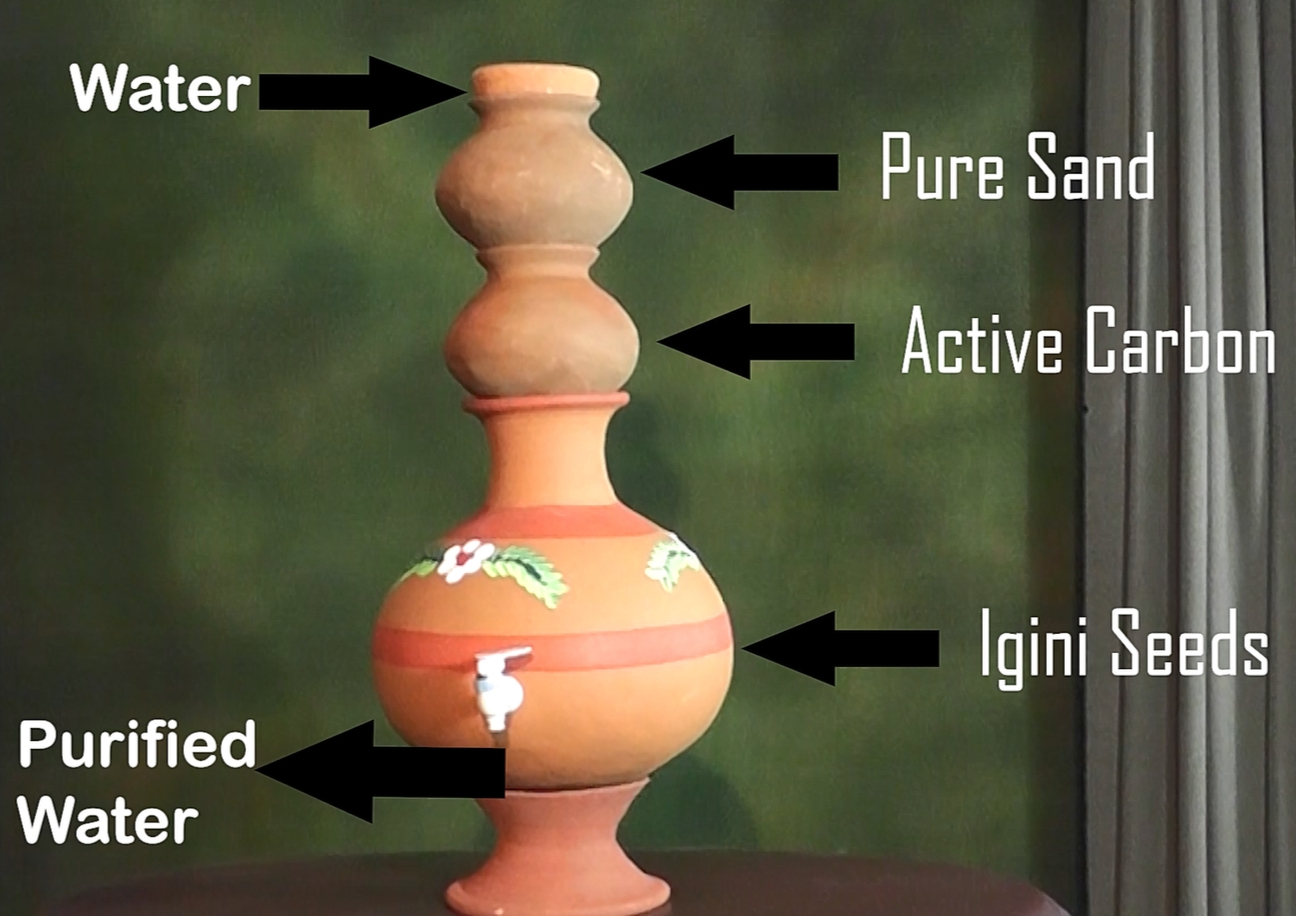 Water
Pure Sand
Active Carbon
Igini Seeds
Purified
Water